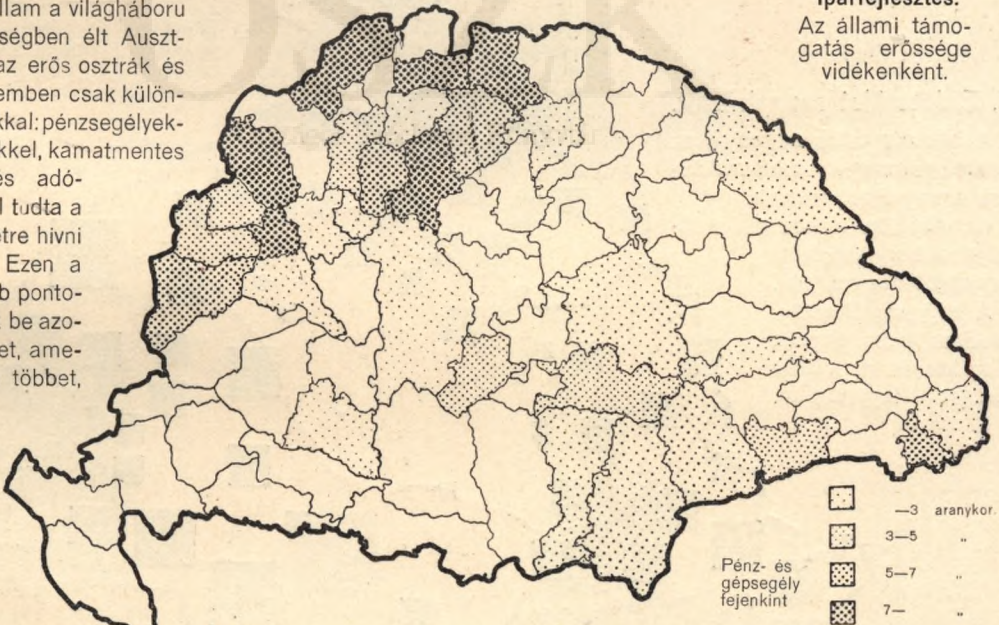 llam a világháboru
ségben élt Auszt-
az erős osztrák és
emben csak külön-
kkal: pénzsegélyek-
kkel, kamatmentes
es adó-
l tudta a
etre hivni
Ezen a
b ponto-
be azo-
et, ame-
többet,
Iparfejlesztés.
Az állami támo-
gatás erőssége
vidékenként.
Pénz- és
gépsegély
fejenkint
—3 aranykor.
3—5 „
5—7 „
7— „